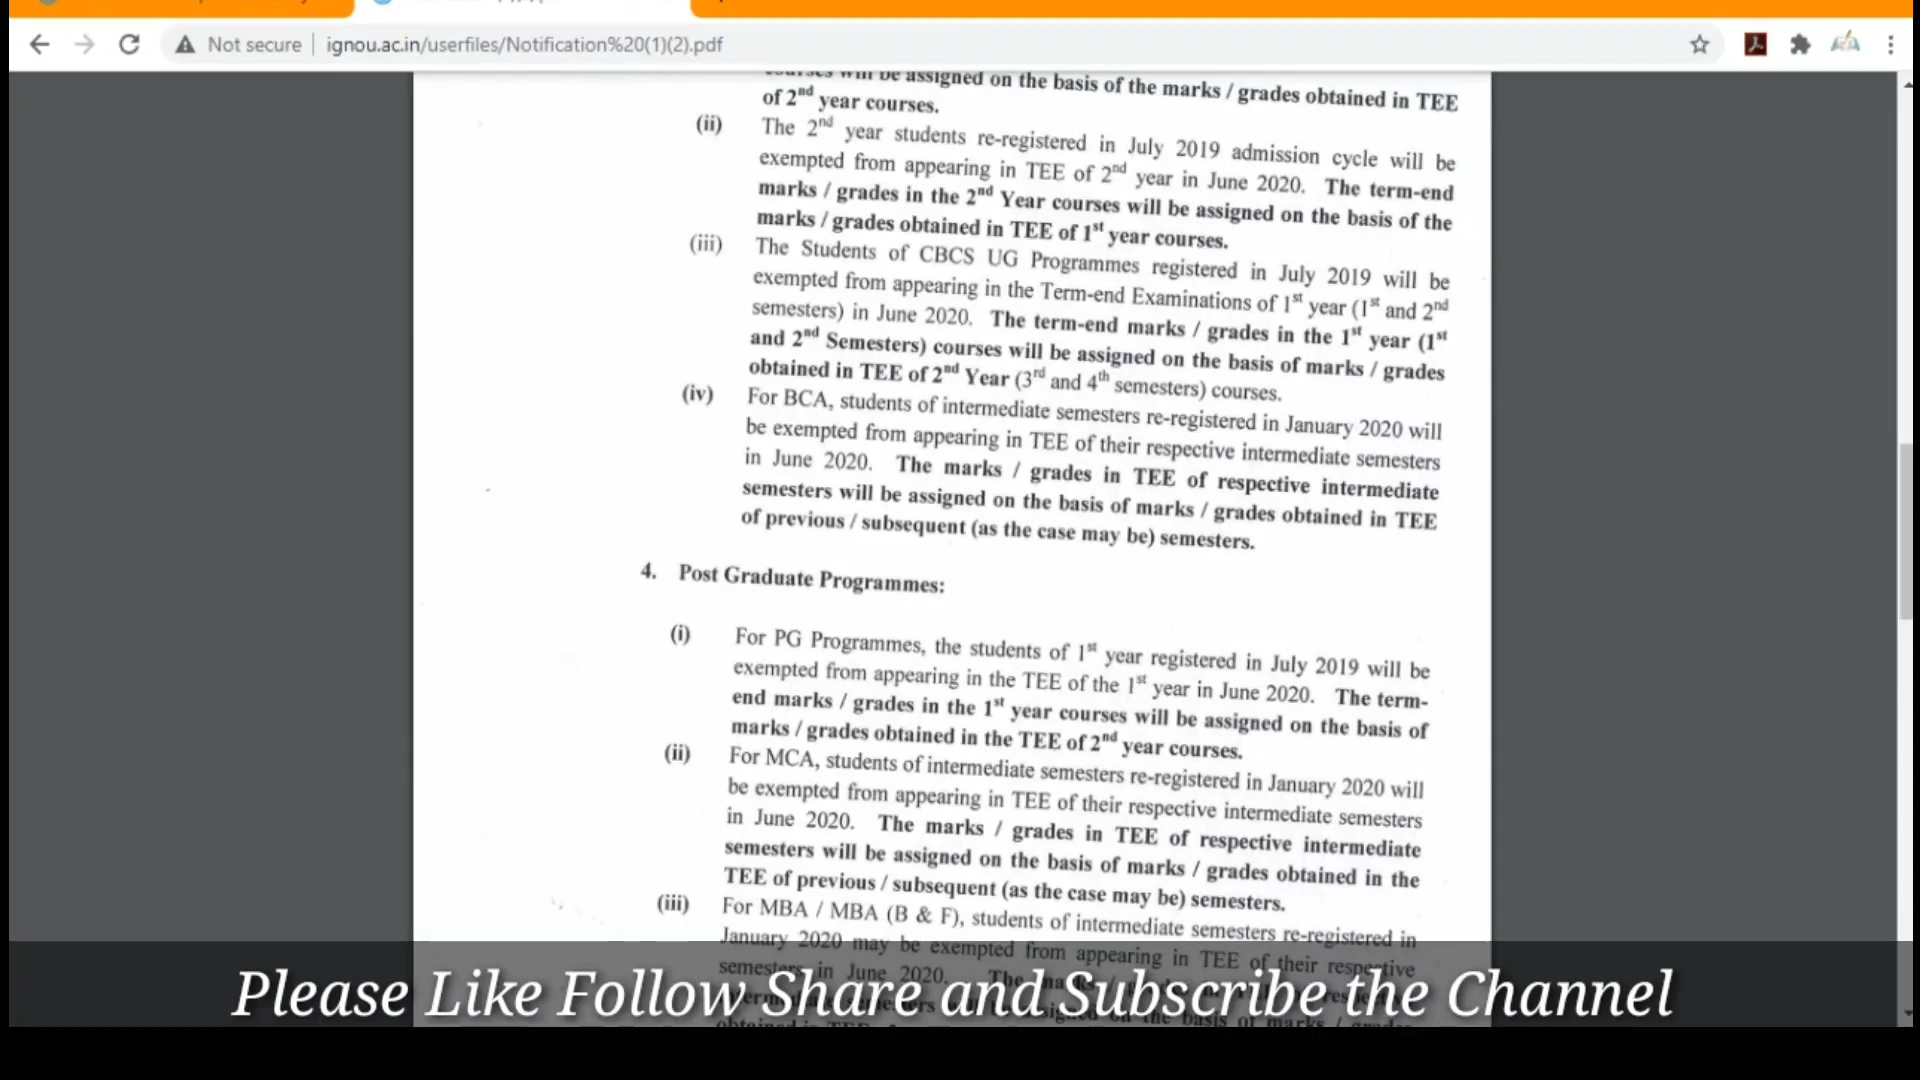 Not secure
ignou.ac.in/userfiles/Notification%20(1)(2).pdf
courses will be assigned on the basis of the marks / grades obtained in TEE
of 2nd year courses.
(ii) The 2nd year students re-registered in July 2019 admission cycle will be
exempted from appearing in TEE of 2nd year in June 2020. The term-end
marks / grades in the 2nd Year courses will be assigned on the basis of the
marks / grades obtained in TEE of 1st year courses.
(iii) The Students of CBCS UG Programmes registered in July 2019 will be
exempted from appearing in the Term-end Examinations of 1st year (1st and 2nd
semesters) in June 2020. The term-end marks / grades in the 1st year (1st
and 2nd Semesters) courses will be assigned on the basis of marks / grades
obtained in TEE of 2nd Year (3rd and 4th semesters) courses.
(iv) For BCA, students of intermediate semesters re-registered in January 2020 will
be exempted from appearing in TEE of their respective intermediate semesters
in June 2020. The marks / grades in TEE of respective intermediate
semesters will be assigned on the basis of marks / grades obtained in TEE
of previous / subsequent (as the case may be) semesters.
4. Post Graduate Programmes:
(i) For PG Programmes, the students of 1st year registered in July 2019 will be
exempted from appearing in the TEE of the 1st year in June 2020. The term-
end marks / grades in the 1st year courses will be assigned on the basis of
marks / grades obtained in the TEE of 2nd year courses.
(ii) For MCA, students of intermediate semesters re-registered in January 2020 will
be exempted from appearing in TEE of their respective intermediate semesters
in June 2020. The marks / grades in TEE of respective intermediate
semesters will be assigned on the basis of marks / grades obtained in the
TEE of previous / subsequent (as the case may be) semesters.
(iii) For MBA / MBA (B & F), students of intermediate semesters re-registered in
January 2020 may be exempted from appearing in TEE of their respective
semesters in June 2020. The
Please Like Follow Share and Subscribe the Channel